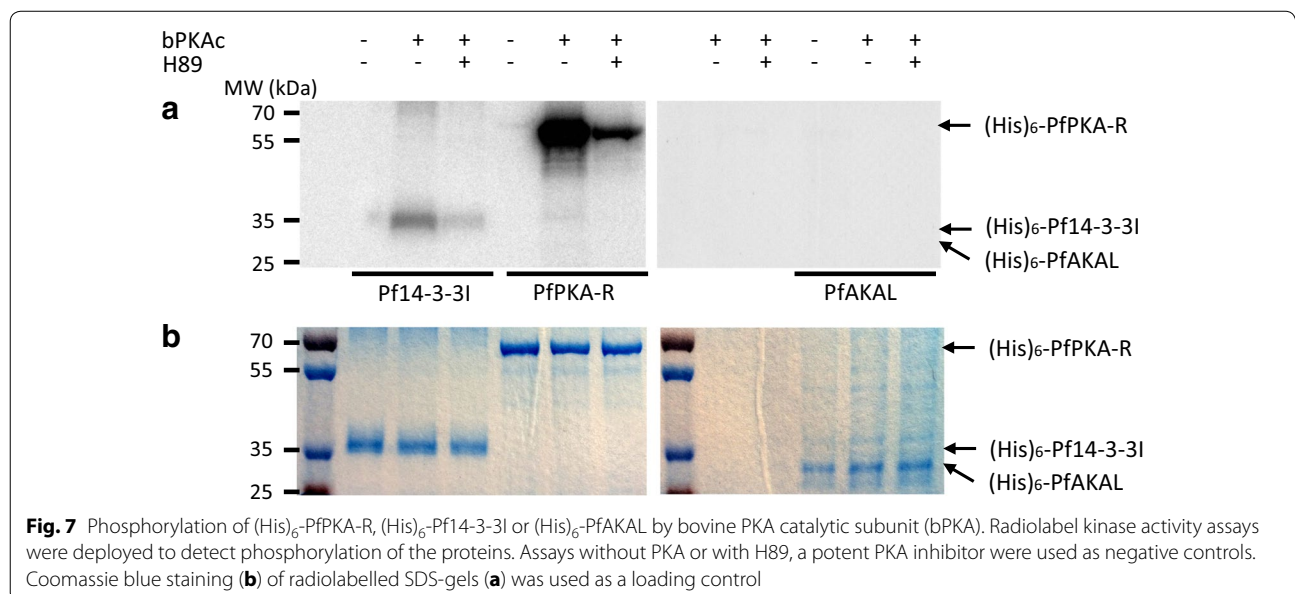 bPKAc - + + - + + + + - + +
H89 - - + - - + - + - - +
MW (kDa)
a
70
55
35
25
(His)6-PfPKA-R
(His)6-Pf14-3-3I
(His)6-PfAKAL
Pf14-3-3I PfPKA-R PfAKAL
b
70
55
35
25
(His)6-PfPKA-R
(His)6-Pf14-3-3I
(His)6-PfAKAL
Fig. 7 Phosphorylation of (His)6-PfPKA-R, (His)6-Pf14-3-3I or (His)6-PfAKAL by bovine PKA catalytic subunit (bPKA). Radiolabel kinase activity assays
were deployed to detect phosphorylation of the proteins. Assays without PKA or with H89, a potent PKA inhibitor were used as negative controls.
Coomassie blue staining (b) of radiolabelled SDS-gels (a) was used as a loading control